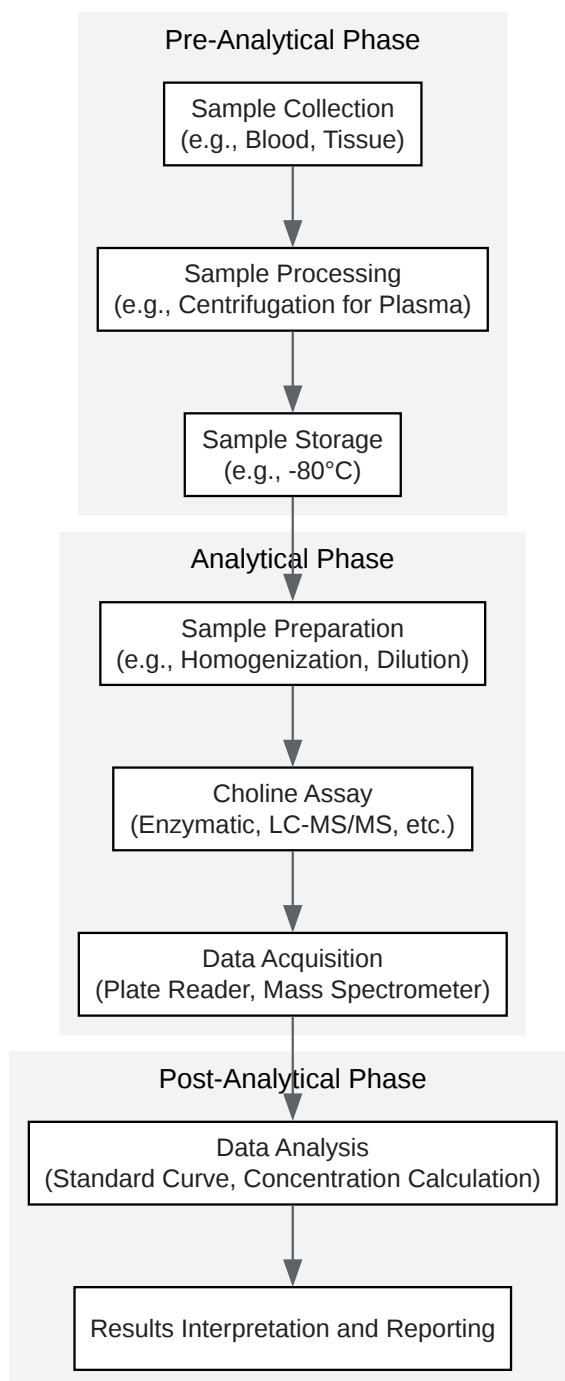 Pre-Analytical Phase
Sample Collection
(e.g., Blood, Tissue)
Sample Processing
(e.g., Centrifugation for Plasma)
Sample Storage
(e.g., -80°C)
Analytical Phase
Sample Preparation
(e.g., Homogenization, Dilution)
Choline Assay
(Enzymatic, LC-MS/MS, etc.)
Data Acquisition
(Plate Reader, Mass Spectrometer)
Post-Analytical Phase
Data Analysis
(Standard Curve, Concentration Calculation)
Results Interpretation and Reporting